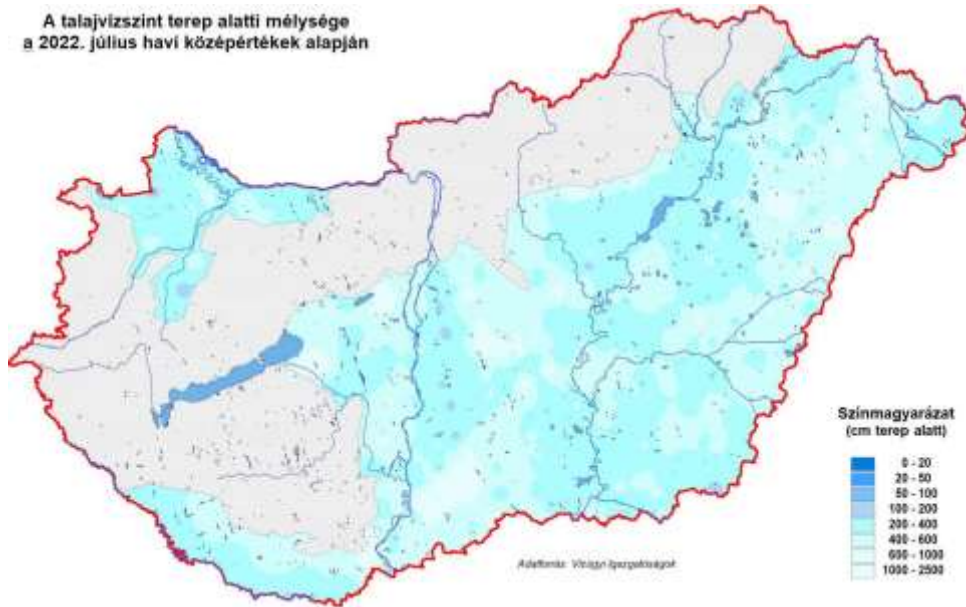 A talajvízszint terep alatti mélysége
a 2022. július havi középértékek alapján
Színmagyarázat
(cm terep alatt)
0 - 20
20 - 50
50 - 100
100 - 200
200 - 400
400 - 600
600 - 1000
1000 - 2500
Adatforrás: Vízügyi Igazgatóságok